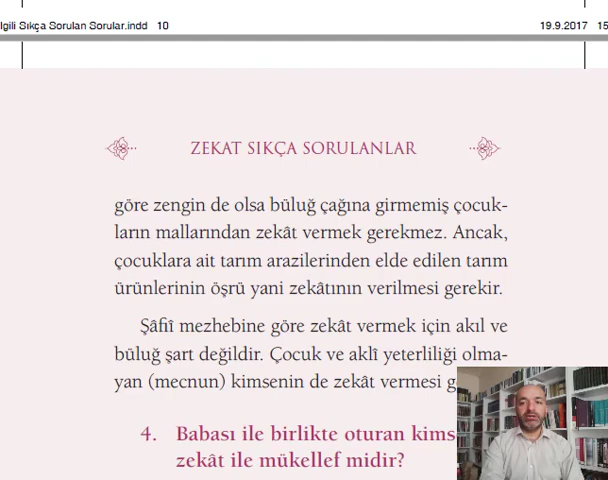 lgili Sıkça Sorulan Sorular.indd 10
19.9.2017 15
ZEKAT SIKÇA SORULANLAR
göre zengin de olsa büluğ çağına girmemiş çocuk-
ların mallarından zekât vermek gerekmez. Ancak,
çocuklara ait tarım arazilerinden elde edilen tarım
ürünlerinin öşrü yani zekâtının verilmesi gerekir.
Şâfiî mezhebine göre zekât vermek için akıl ve
büluğ şart değildir. Çocuk ve aklî yeterliliği olma-
yan (mecnun) kimsenin de zekât vermesi
4. Babası ile birlikte oturan kims
zekât ile mükellef midir?